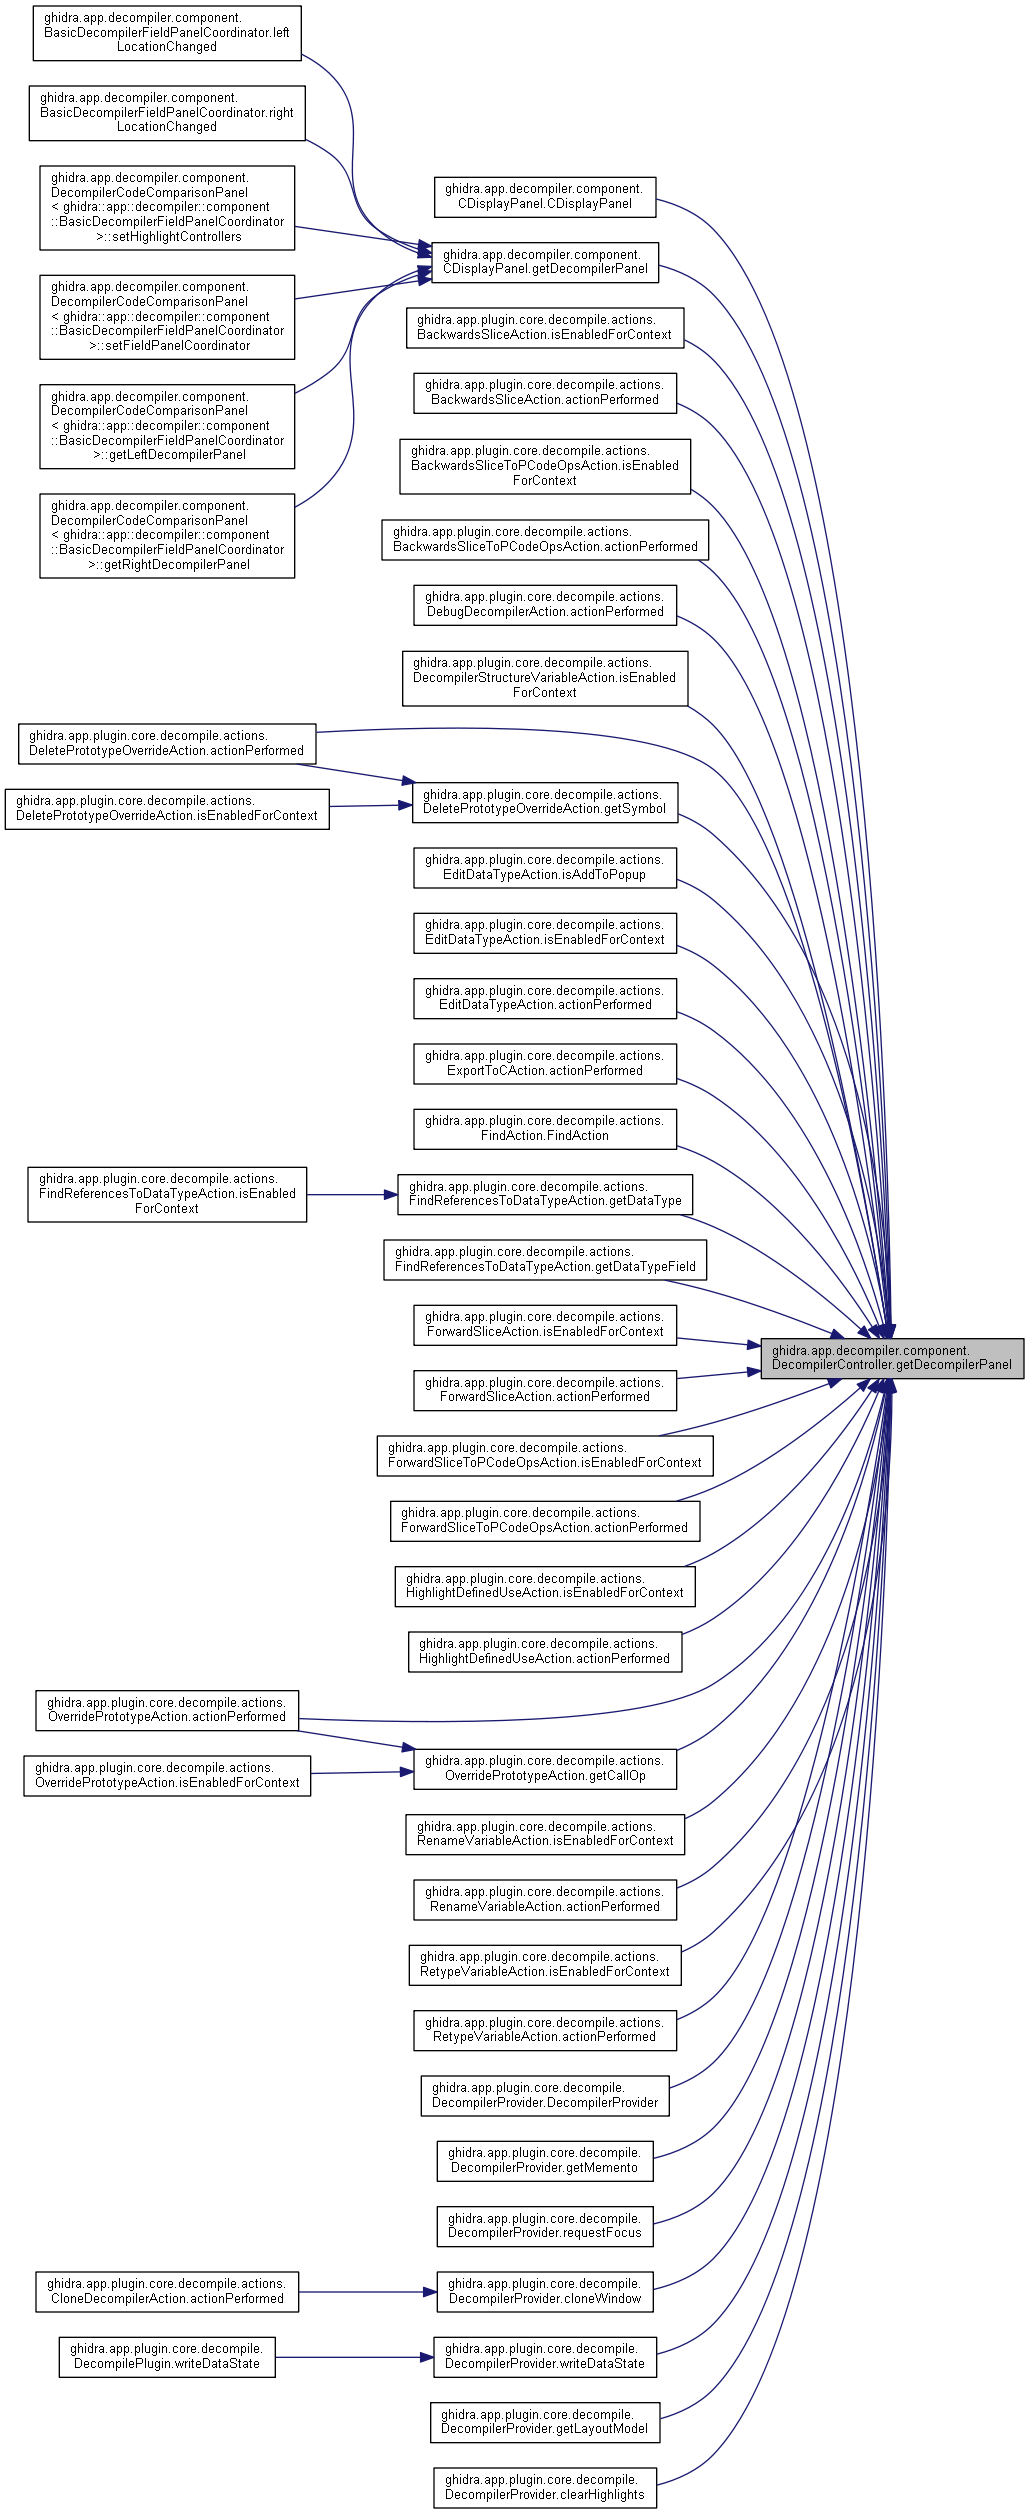 ghidra.app.decompiler.component.
BasicDecompilerFieldPanelCoordinator.left
LocationChanged
ghidra.app.decompiler.component.
BasicDecompilerFieldPanelCoordinator.right
LocationChanged
ghidra.app.decompiler.component.
DecompilerCodeComparisonPanel
< ghidra::app::decompiler::component
::BasicDecompilerFieldPanelCoordinator
>::setHighlightControllers
ghidra.app.decompiler.component.
DecompilerCodeComparisonPanel
< ghidra::app::decompiler::component
::BasicDecompilerFieldPanelCoordinator
>::setFieldPanelCoordinator
ghidra.app.decompiler.component.
DecompilerCodeComparisonPanel
< ghidra::app::decompiler::component
::BasicDecompilerFieldPanelCoordinator
>::getLeftDecompilerPanel
ghidra.app.decompiler.component.
DecompilerCodeComparisonPanel
< ghidra::app::decompiler::component
::BasicDecompilerFieldPanelCoordinator
>::getRightDecompilerPanel
ghidra.app.plugin.core.decompile.actions.
DeletePrototypeOverrideAction.actionPerformed
ghidra.app.plugin.core.decompile.actions.
DeletePrototypeOverrideAction.isEnabledForContext
ghidra.app.plugin.core.decompile.actions.
FindReferencesToDataTypeAction.isEnabled
ForContext
ghidra.app.plugin.core.decompile.actions.
OverridePrototypeAction.actionPerformed
ghidra.app.plugin.core.decompile.actions.
OverridePrototypeAction.isEnabledForContext
ghidra.app.plugin.core.decompile.actions.
CloneDecompilerAction.actionPerformed
ghidra.app.plugin.core.decompile.
DecompilePlugin.writeDataState
ghidra.app.decompiler.component.
CDisplayPanel.CDisplayPanel
ghidra.app.decompiler.component.
CDisplayPanel.getDecompilerPanel
ghidra.app.plugin.core.decompile.actions.
BackwardsSliceAction.isEnabledForContext
ghidra.app.plugin.core.decompile.actions.
BackwardsSliceAction.actionPerformed
ghidra.app.plugin.core.decompile.actions.
BackwardsSliceToPCodeOpsAction.isEnabled
ForContext
ghidra.app.plugin.core.decompile.actions.
BackwardsSliceToPCodeOpsAction.actionPerformed
ghidra.app.plugin.core.decompile.actions.
DebugDecompilerAction.actionPerformed
ghidra.app.plugin.core.decompile.actions.
DecompilerStructureVariableAction.isEnabled
ForContext
ghidra.app.plugin.core.decompile.actions.
DeletePrototypeOverrideAction.getSymbol
ghidra.app.plugin.core.decompile.actions.
EditDataTypeAction.isAddToPopup
ghidra.app.plugin.core.decompile.actions.
EditDataTypeAction.isEnabledForContext
ghidra.app.plugin.core.decompile.actions.
EditDataTypeAction.actionPerformed
ghidra.app.plugin.core.decompile.actions.
ExportToCAction.actionPerformed
ghidra.app.plugin.core.decompile.actions.
FindAction.FindAction
ghidra.app.plugin.core.decompile.actions.
FindReferencesToDataTypeAction.getDataType
ghidra.app.plugin.core.decompile.actions.
FindReferencesToDataTypeAction.getDataTypeField
ghidra.app.plugin.core.decompile.actions.
ForwardSliceAction.isEnabledForContext
ghidra.app.plugin.core.decompile.actions.
ForwardSliceAction.actionPerformed
ghidra.app.plugin.core.decompile.actions.
ForwardSliceToPCodeOpsAction.isEnabledForContext
ghidra.app.plugin.core.decompile.actions.
ForwardSliceToPCodeOpsAction.actionPerformed
ghidra.app.plugin.core.decompile.actions.
HighlightDefinedUseAction.isEnabledForContext
ghidra.app.plugin.core.decompile.actions.
HighlightDefinedUseAction.actionPerformed
ghidra.app.plugin.core.decompile.actions.
OverridePrototypeAction.getCallOp
ghidra.app.plugin.core.decompile.actions.
RenameVariableAction.isEnabledForContext
ghidra.app.plugin.core.decompile.actions.
RenameVariableAction.actionPerformed
ghidra.app.plugin.core.decompile.actions.
RetypeVariableAction.isEnabledForContext
ghidra.app.plugin.core.decompile.actions.
RetypeVariableAction.actionPerformed
ghidra.app.plugin.core.decompile.
DecompilerProvider.DecompilerProvider
ghidra.app.plugin.core.decompile.
DecompilerProvider.getMemento
ghidra.app.plugin.core.decompile.
DecompilerProvider.requestFocus
ghidra.app.plugin.core.decompile.
DecompilerProvider.cloneWindow
ghidra.app.plugin.core.decompile.
DecompilerProvider.writeDataState
ghidra.app.plugin.core.decompile.
DecompilerProvider.getLayoutModel
ghidra.app.plugin.core.decompile.
DecompilerProvider.clearHighlights
ghidra.app.decompiler.component.
DecompilerController.getDecompilerPanel